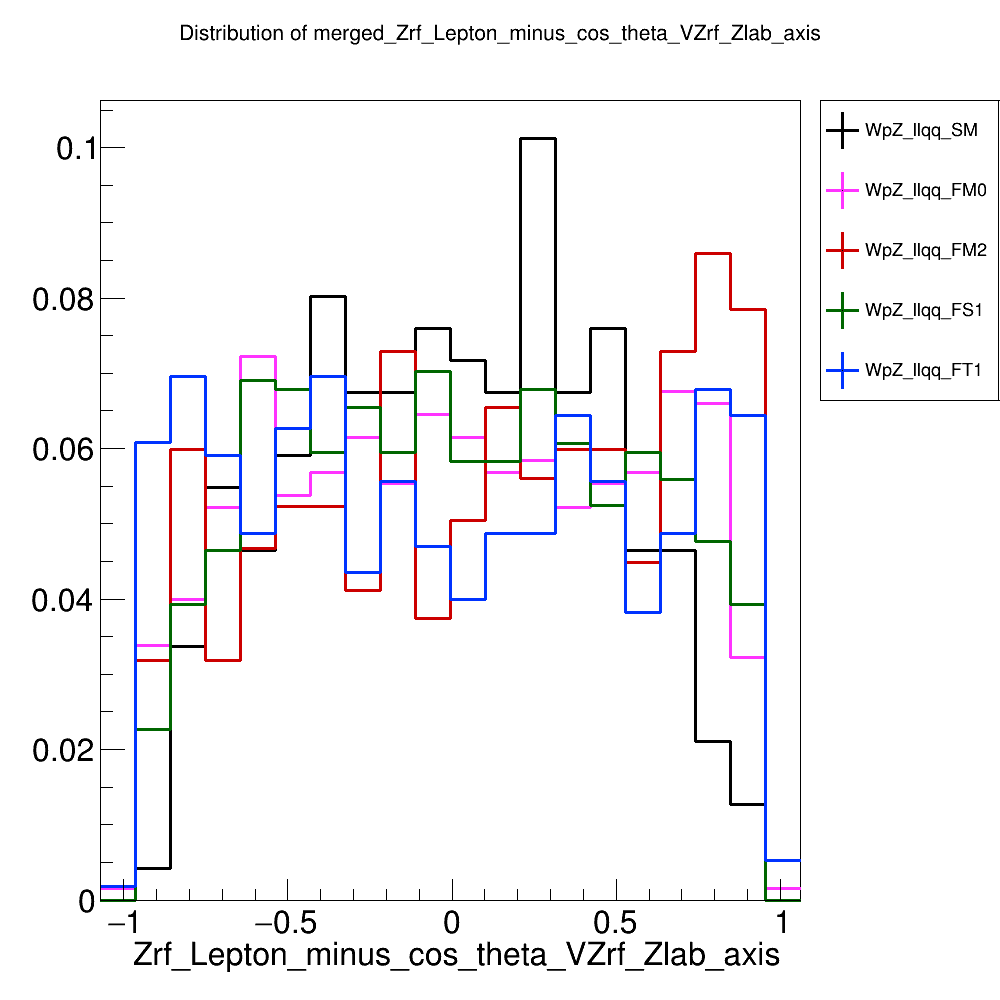 Distribution of merged_Zrf_Lepton_minus_cos_theta_VZrf_Zlab_axis
WpZ_llqq_SM
WpZ_llqq_FM0
WpZ_llqq_FM2
WpZ_llqq_FS1
WpZ_llqq_FT1
0.1
0.08
0.06
0.04
0.02
0
−1 −0.5 0 0.5 1
Zrf_Lepton_minus_cos_theta_VZrf_Zlab_axis